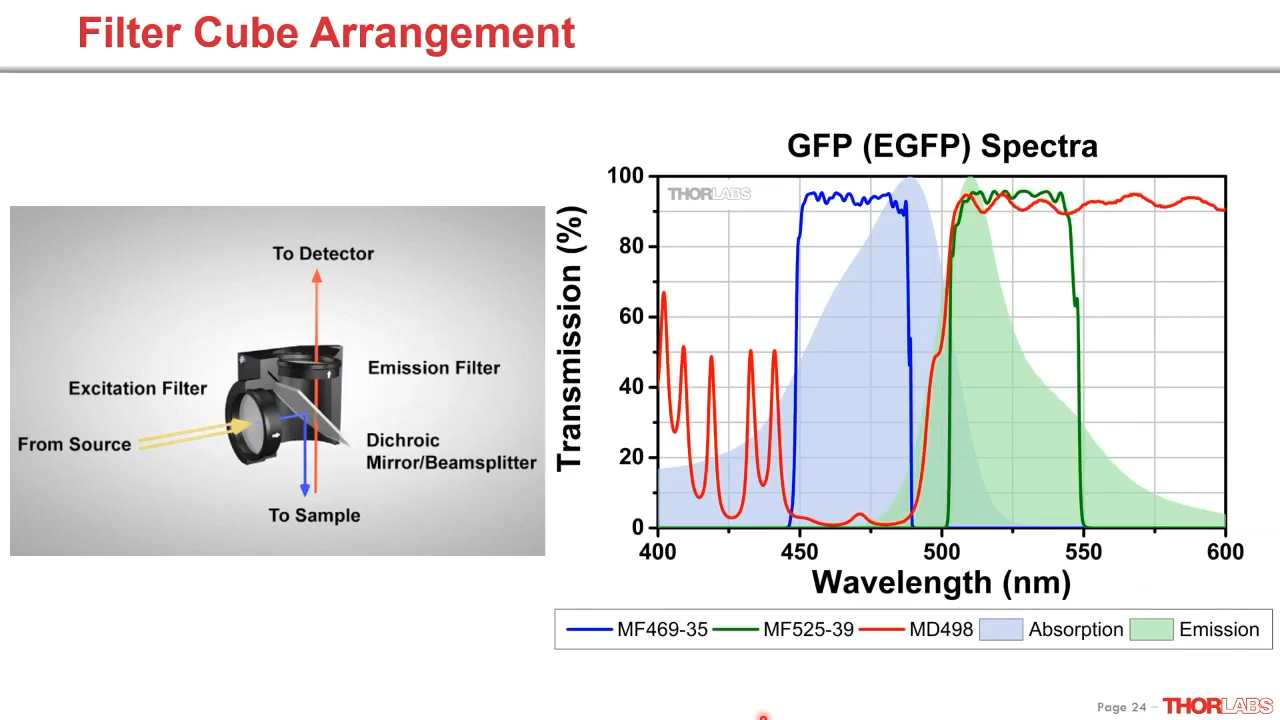 Filter Cube Arrangement
To Detector
Emission Filter
Excitation Filter
From Source
Dichroic
Mirror/Beamsplitter
To Sample
GFP (EGFP) Spectra
THORLABS
Transmission (%)
100
80
60
40
20
0
400
450
500
550
600
Wavelength (nm)
MF469-35
MF525-39
MD498
Absorption
Emission
Page 24 –
THORLABS